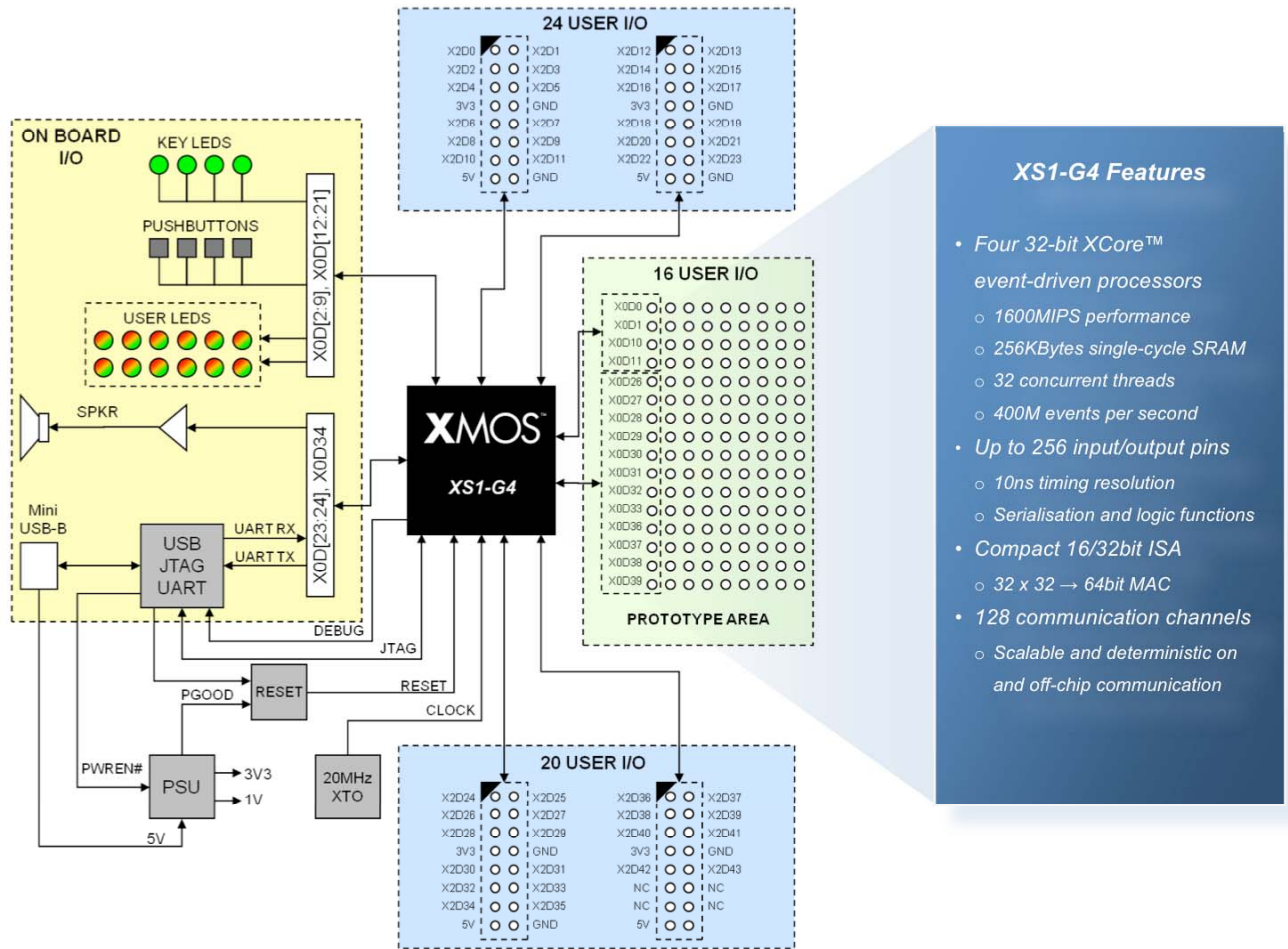 24 USER I/O
X2D0 X2D1
X2D2 X2D3
X2D4 X2D5
3V3 GND
X2D6 X2D7
X2D8 X2D9
X2D10 X2D11
5V GND
X2D12 X2D13
X2D14 X2D15
X2D16 X2D17
3V3 GND
X2D18 X2D19
X2D20 X2D21
X2D22 X2D23
5V GND
ON BOARD
I/O
KEY LEDS
PUSHBUTTONS
USER LEDS
X0D[2:9], X0D[12:21]
SPKR
X0D[23:24], X0D34
Mini
USB-B
USB
JTAG
UART
UART RX
UART TX
DEBUG
JTAG
RESET
RESET
PGOOD
CLOCK
PWREN#
PSU
3V3
1V
5V
20MHz
XTO
XMOS™
XS1-G4
16 USER I/O
X0D0
X0D1
X0D10
X0D11
X0D26
X0D27
X0D28
X0D29
X0D30
X0D31
X0D32
X0D33
X0D36
X0D37
X0D38
X0D39
PROTOTYPE AREA
20 USER I/O
X2D24 X2D25
X2D26 X2D27
X2D28 X2D29
3V3 GND
X2D30 X2D31
X2D32 X2D33
X2D34 X2D35
5V GND
X2D36 X2D37
X2D38 X2D39
X2D40 X2D41
3V3 GND
X2D42 X2D43
NC NC
NC NC
5V
XS1-G4 Features
• Four 32-bit XCore™
event-driven processors
o 1600MIPS performance
o 256KBytes single-cycle SRAM
o 32 concurrent threads
o 400M events per second
• Up to 256 input/output pins
o 10ns timing resolution
o Serialisation and logic functions
• Compact 16/32bit ISA
o 32 x 32 → 64bit MAC
• 128 communication channels
o Scalable and deterministic on
and off-chip communication